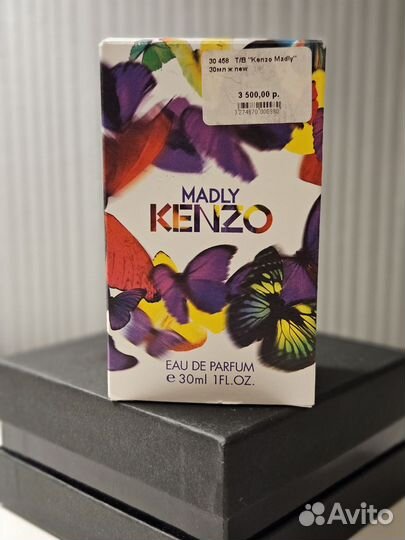 30 458 Т/В "Kenzo Madly"
30мл ж new
3 500,00 р.
MADLY
KENZO
EAU DE PARFUM
e 30ml 1FL.OZ.
Avito